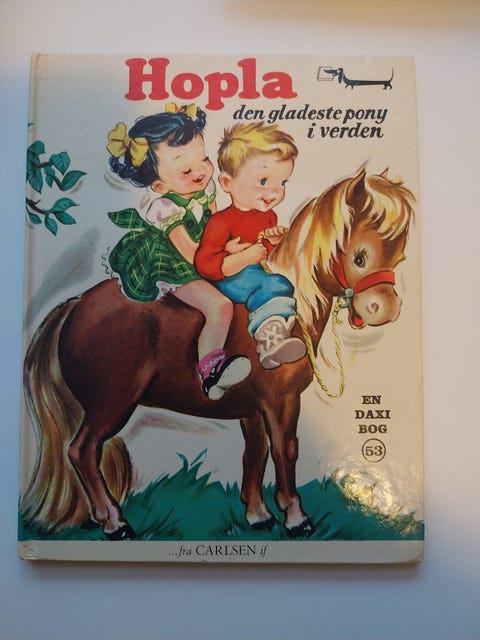 Hopla
den gladeste pony
i verden
EN
DAXI
BOG
53
...fra CARLSEN if